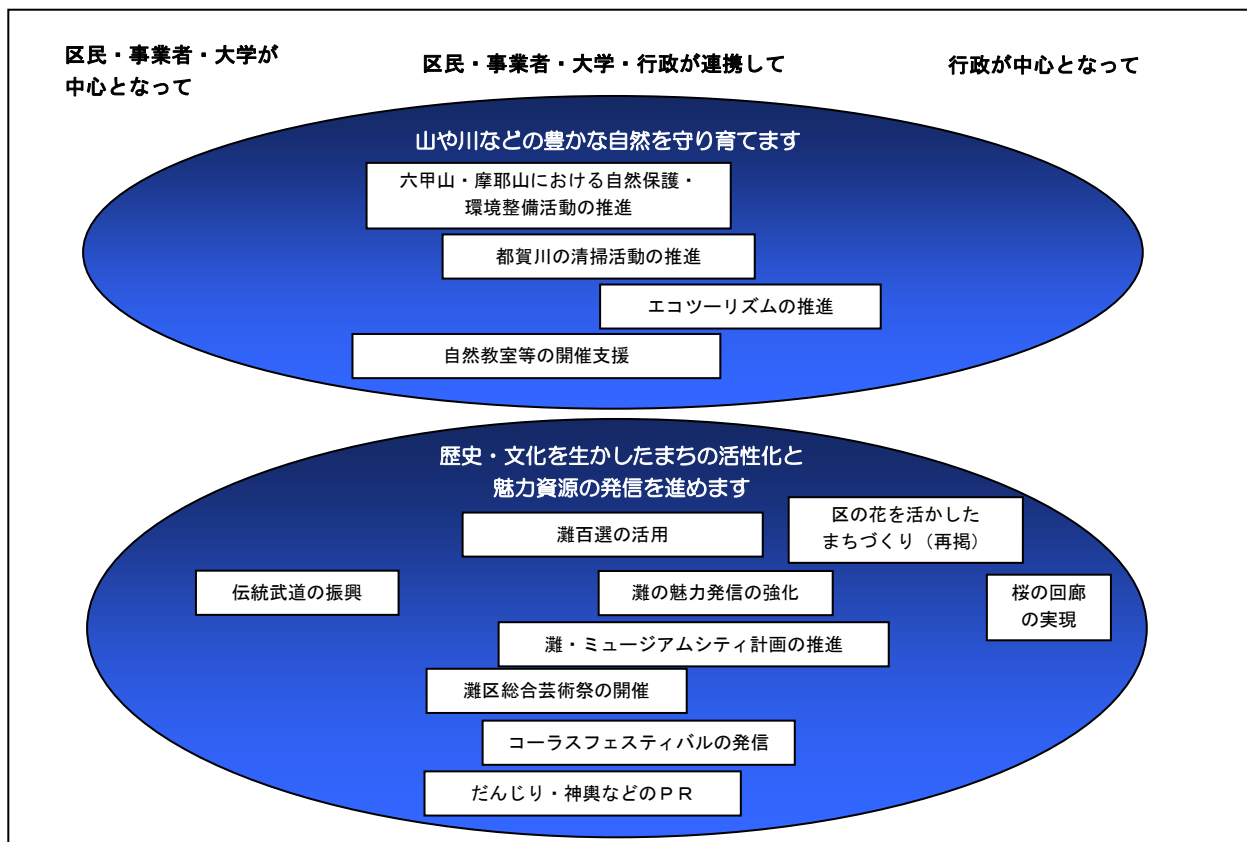 区民・事業者・大学が
中心となって
区民・事業者・大学・行政が連携して
行政が中心となって
山や川などの豊かな自然を守り育てます
六甲山・摩耶山における自然保護・
環境整備活動の推進
都賀川の清掃活動の推進
エコツーリズムの推進
自然教室等の開催支援
歴史・文化を生かしたまちの活性化と
魅力資源の発信を進めます
灘百選の活用
区の花を活かした
まちづくり（再掲）
伝統武道の振興
灘の魅力発信の強化
桜の回廊
の実現
灘・ミュージアムシティ計画の推進
灘区総合芸術祭の開催
コーラスフェスティバルの発信
だんじり・神輿などのＰＲ